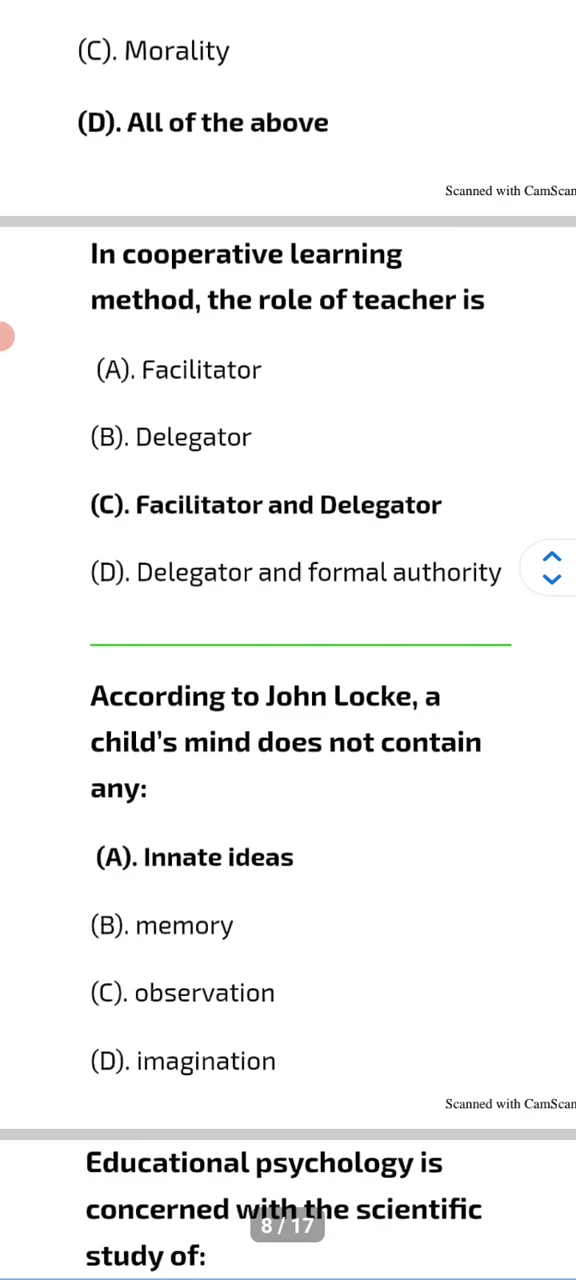 (C). Morality
(D). All of the above
Scanned with CamScan
In cooperative learning
method, the role of teacher is
(A). Facilitator
(B). Delegator
(C). Facilitator and Delegator
(D). Delegator and formal authority
According to John Locke, a
child's mind does not contain
any:
(A). Innate ideas
(B). memory
(C). observation
(D). imagination
Scanned with CamScan
Educational psychology is
concerned with the scientific
8 / 17
study of: